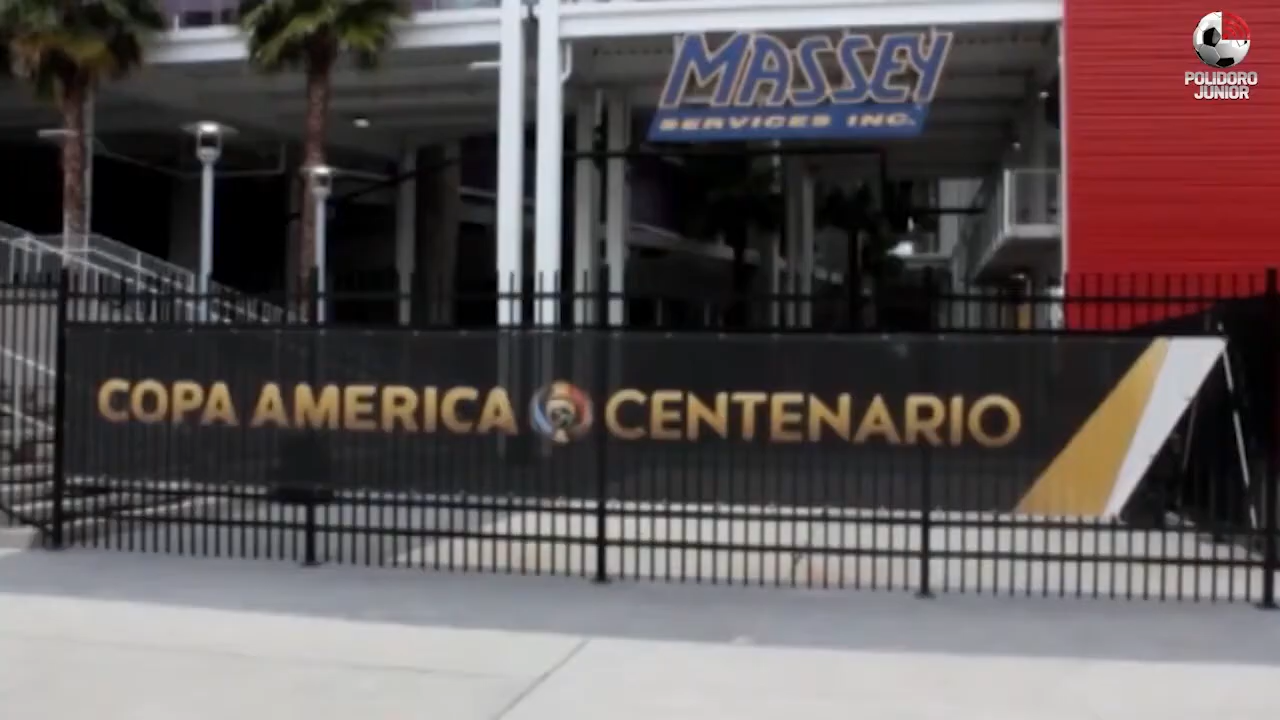 MASSEY
SERVICES INC.
POLIDORO
JUNIOR
COPA AMERICA CENTENARIO